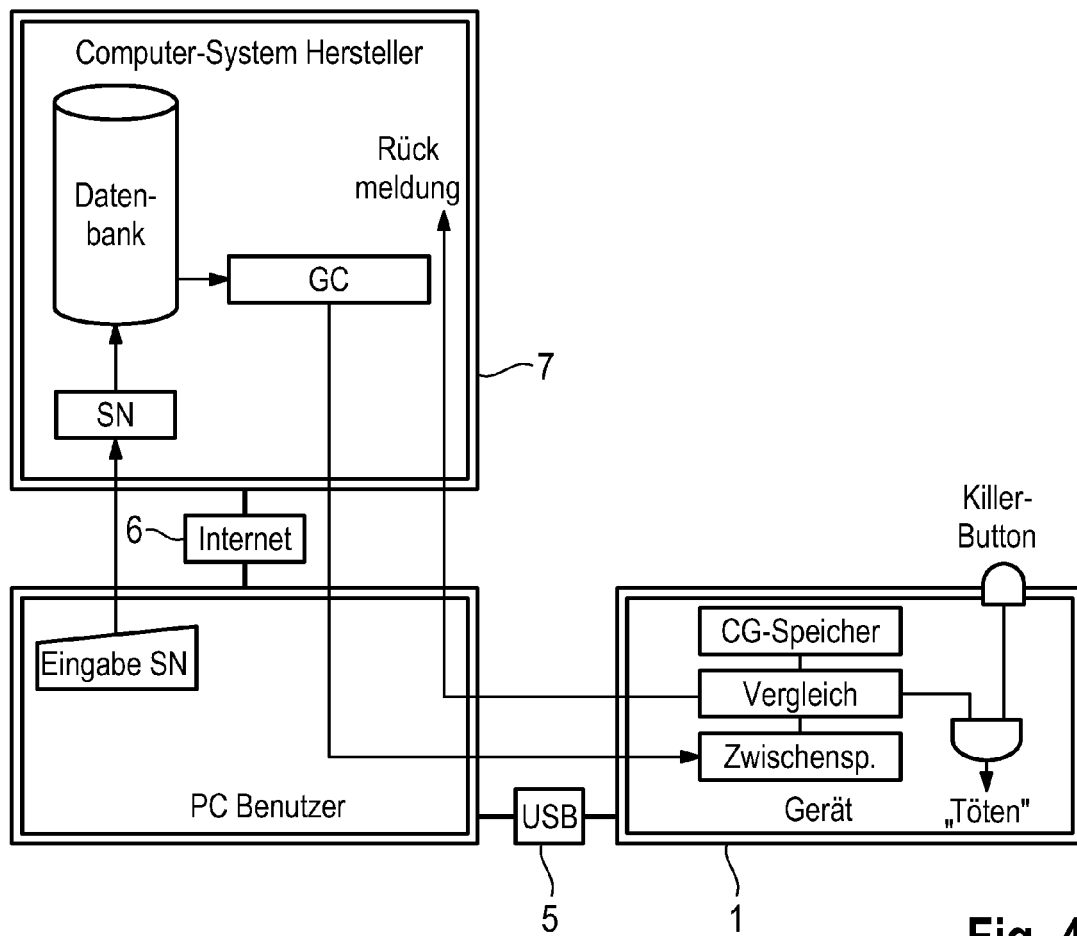 Computer-System Hersteller
Daten-
bank
Rück
meldung
GC
7
SN
6
Internet
Killer-
Button
Eingabe SN
CG-Speicher
Vergleich
Zwischensp.
PC Benutzer
USB
Gerät
„Töten"
5
1
Fig. 4